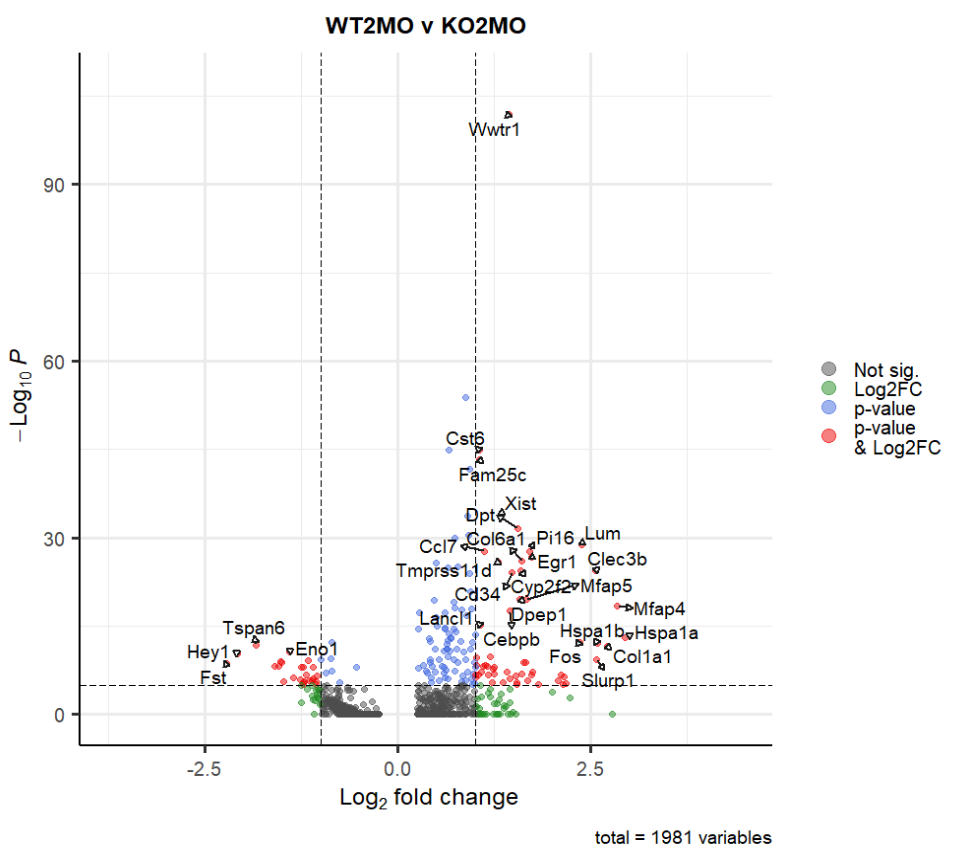 WT2MO v KO2MO
Wwtr1
90
60
Not sig.
Log2FC
p-value
p-value
& Log2FC
−Log10 P
Cst6
Fam25c
Xist
Dpt
30
Col6a1
Pi16
Lum
Ccl7
Egr1
Clec3b
Tmprss11d
Cd34
Cyp2f2
Mfap5
Mfap4
Lancl1
Dpep1
Tspan6
Hspa1b
Hspa1a
Cebpb
Hey1
Eno1
Fos
Col1a1
Fst
Slurp1
0
-2.5 0.0 2.5
Log2 fold change
total = 1981 variables